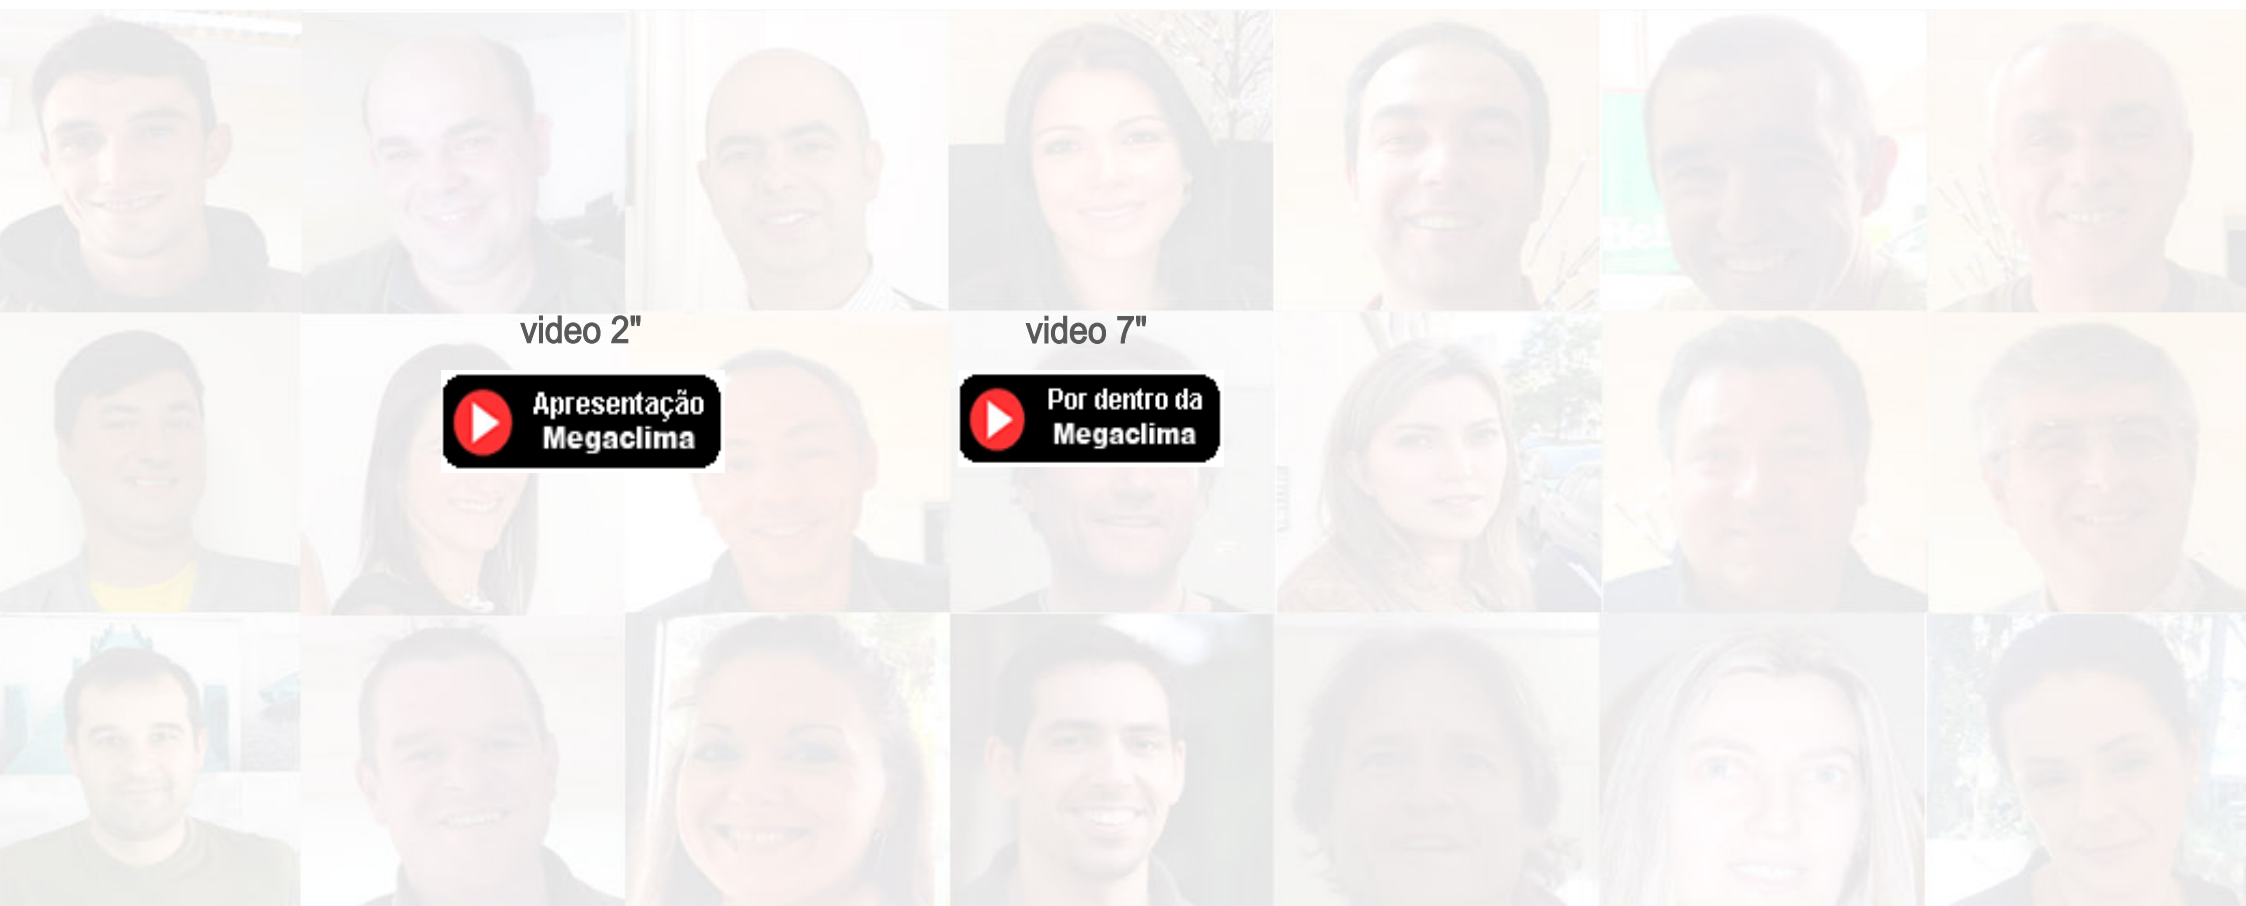 video 2"
Apresentação
Megaclima
video 7"
Por dentro da
Megaclima